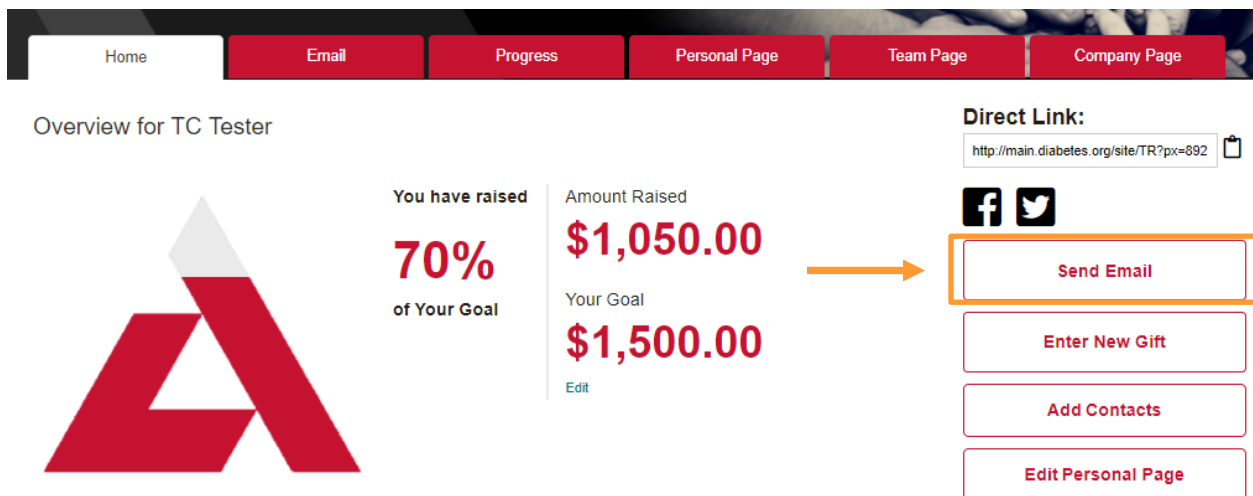 Home
Email
Progress
Personal Page
Team Page
Company Page
Overview for TC Tester
You have raised
70%
of Your Goal
Amount Raised
$1,050.00
Your Goal
$1,500.00
Edit
Direct Link:
http://main.diabetes.org/site/TR?px=892
Send Email
Enter New Gift
Add Contacts
Edit Personal Page